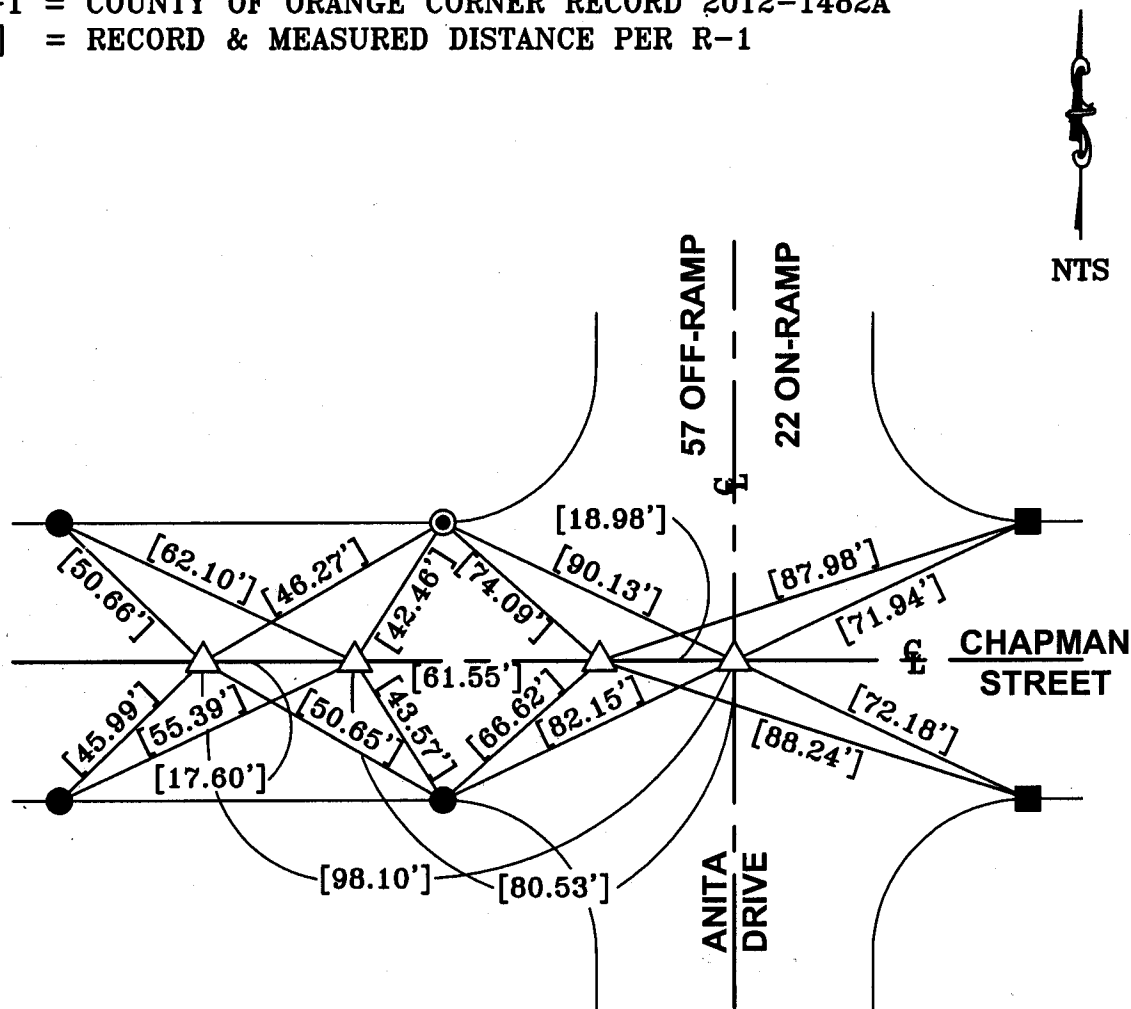 -1 = COUNTY OF ORANGE CORNER RECORD 2012-1482A
] = RECORD & MEASURED DISTANCE PER R-1
NTS
57 OFF-RAMP
22 ON-RAMP
℄
[18.98']
[62.10']
[46.27']
[90.13']
[87.98']
[50.66']
[42.46']
[74.09']
[71.94']
℄ CHAPMAN
STREET
[61.55']
[45.99']
[55.39']
[50.65']
[43.57']
[66.62']
[82.15']
[72.18']
[88.24']
[17.60']
[98.10']
[80.53']
ANITA
DRIVE